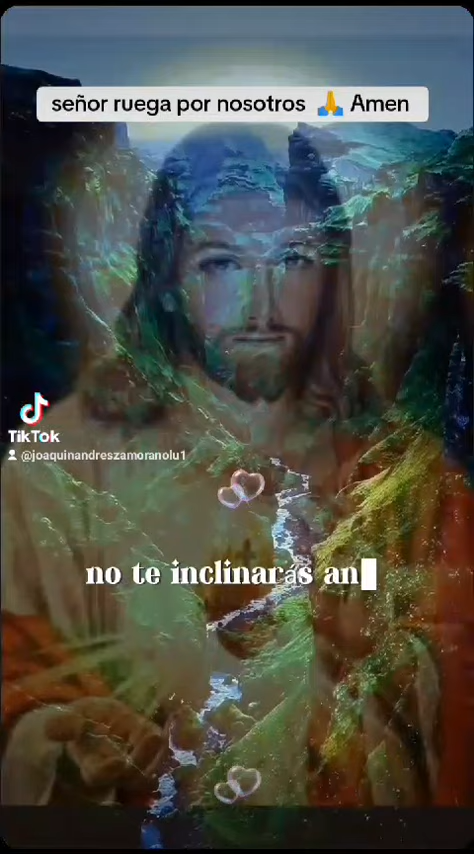 señor ruega por nosotros 🙏 Amen
TikTok
@joaquinandreszamoranolu1
no te inclinarás an